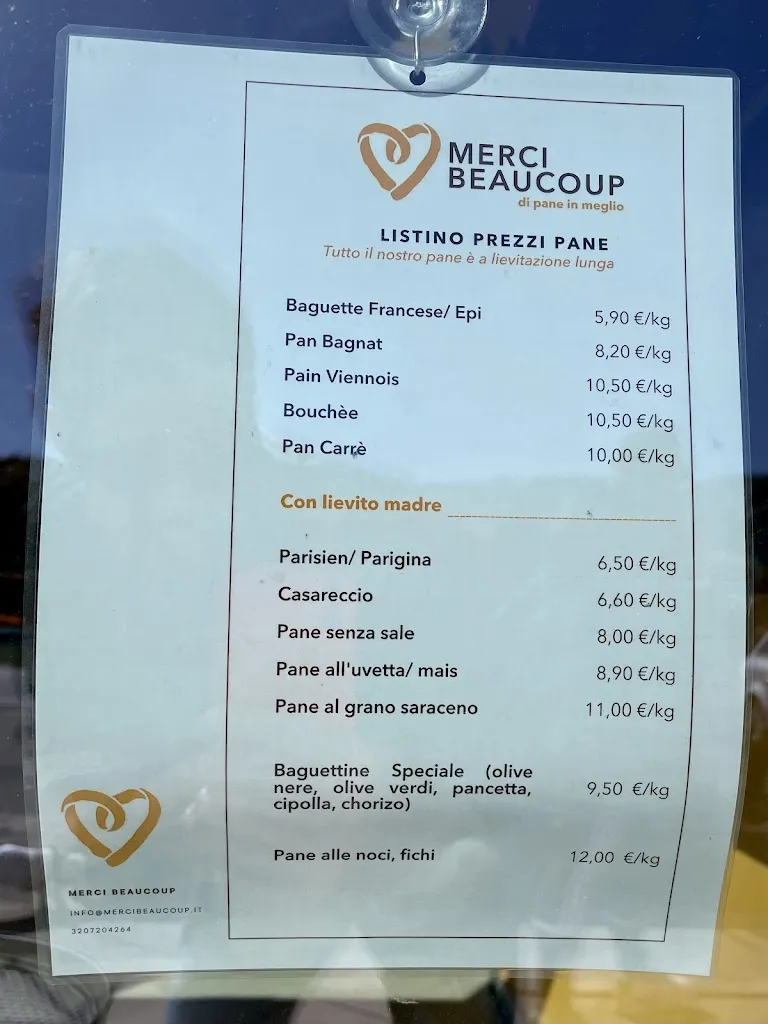 MERCI
BEAUCOUP
di pane in meglio
LISTINO PREZZI PANE
Tutto il nostro pane è a lievitazione lunga
Baguette Francese/ Epi 5,90 €/kg
Pan Bagnat 8,20 €/kg
Pain Viennois 10,50 €/kg
Bouchèe 10,50 €/kg
Pan Carrè 10,00 €/kg
Con lievito madre
Parisien/ Parigina 6,50 €/kg
Casareccio 6,60 €/kg
Pane senza sale 8,00 €/kg
Pane all'uvetta/ mais 8,90 €/kg
Pane al grano saraceno 11,00 €/kg
Baguettine Speciale (olive
nere, olive verdi, pancetta, 9,50 €/kg
cipolla, chorizo)
Pane alle noci, fichi 12,00 €/kg
MERCI BEAUCOUP
INFO@MERCIBEAUCOUP.IT
3207204264